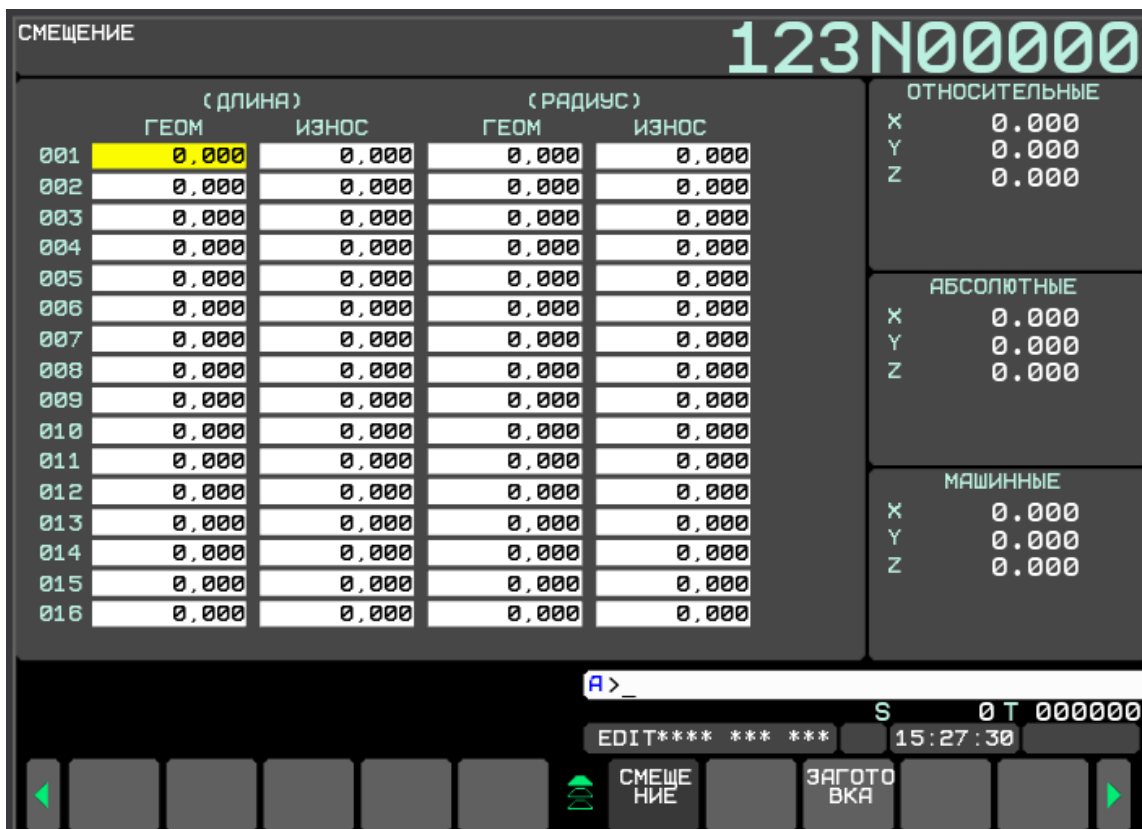 СМЕЩЕНИЕ
123N00000
(ДЛИНА) (РАДИУС)
ГЕОМ ИЗНОС ГЕОМ ИЗНОС
001 0,000 0,000 0,000 0,000
002 0,000 0,000 0,000 0,000
003 0,000 0,000 0,000 0,000
004 0,000 0,000 0,000 0,000
005 0,000 0,000 0,000 0,000
006 0,000 0,000 0,000 0,000
007 0,000 0,000 0,000 0,000
008 0,000 0,000 0,000 0,000
009 0,000 0,000 0,000 0,000
010 0,000 0,000 0,000 0,000
011 0,000 0,000 0,000 0,000
012 0,000 0,000 0,000 0,000
013 0,000 0,000 0,000 0,000
014 0,000 0,000 0,000 0,000
015 0,000 0,000 0,000 0,000
016 0,000 0,000 0,000 0,000
ОТНОСИТЕЛЬНЫЕ
X 0.000
Y 0.000
Z 0.000
АБСОЛЮТНЫЕ
X 0.000
Y 0.000
Z 0.000
МАШИННЫЕ
X 0.000
Y 0.000
Z 0.000
A>_
S 0 T 000000
EDIT**** *** *** 15:27:30
СМЕЩЕ
НИЕ
ЗАГОТО
ВКА